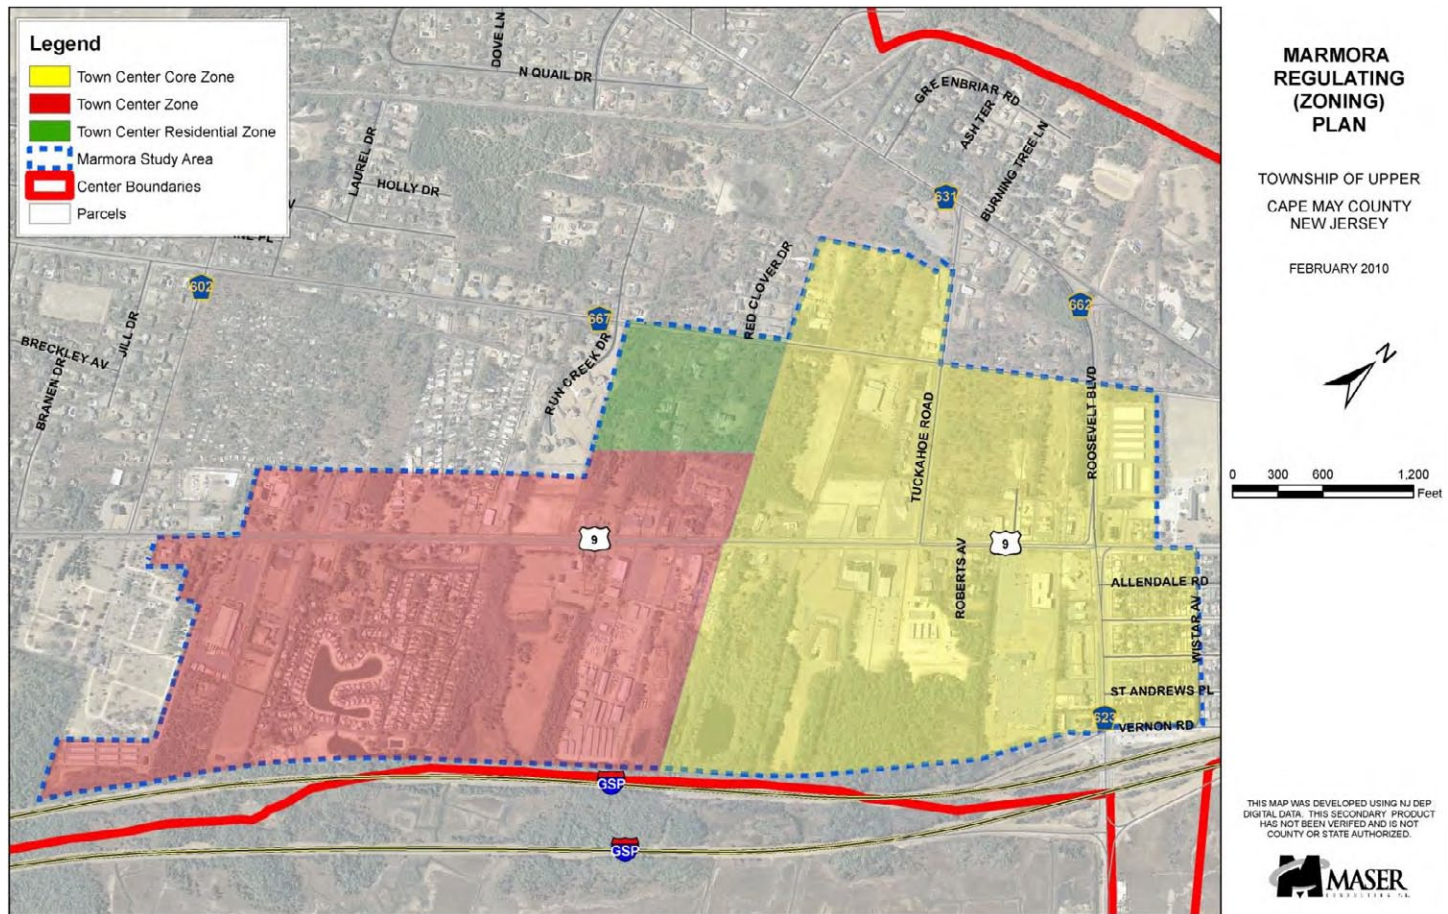 Legend
Town Center Core Zone
Town Center Zone
Town Center Residential Zone
Marmora Study Area
Center Boundaries
Parcels
DOVE LN
N QUAIL DR
GREENBRIAR RD
ASH TER
BURNING TREE LN
LAUREL DR
HOLLY DR
631
RED CLOVER DR
602
667
662
JILL DR
BRECKLEY AV
BRANEN DR
RUN CREEK DR
TUCKAHOE ROAD
ROOSEVELT BLVD
9
9
ROBERTS AV
ALLENDALE RD
WISTAR AV
ST ANDREWS PL
623
VERNON RD
GSP
GSP
MARMORA
REGULATING
(ZONING)
PLAN
TOWNSHIP OF UPPER
CAPE MAY COUNTY
NEW JERSEY
FEBRUARY 2010
N
0 300 600 1,200
Feet
THIS MAP WAS DEVELOPED USING NJ DEP
DIGITAL DATA. THIS SECONDARY PRODUCT
HAS NOT BEEN VERIFED AND IS NOT
COUNTY OR STATE AUTHORIZED.
MASER